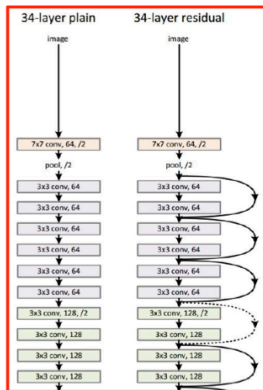 34-layer plain
image
7x7 conv, 64, /2
pool, /2
3x3 conv, 64
3x3 conv, 64
3x3 conv, 64
3x3 conv, 64
3x3 conv, 64
3x3 conv, 64
3x3 conv, 128, /2
3x3 conv, 128
3x3 conv, 128
3x3 conv, 128
34-layer residual
image
7x7 conv, 64, /2
pool, /2
3x3 conv, 64
3x3 conv, 64
3x3 conv, 64
3x3 conv, 64
3x3 conv, 64
3x3 conv, 64
3x3 conv, 128, /2
3x3 conv, 128
3x3 conv, 128
3x3 conv, 128